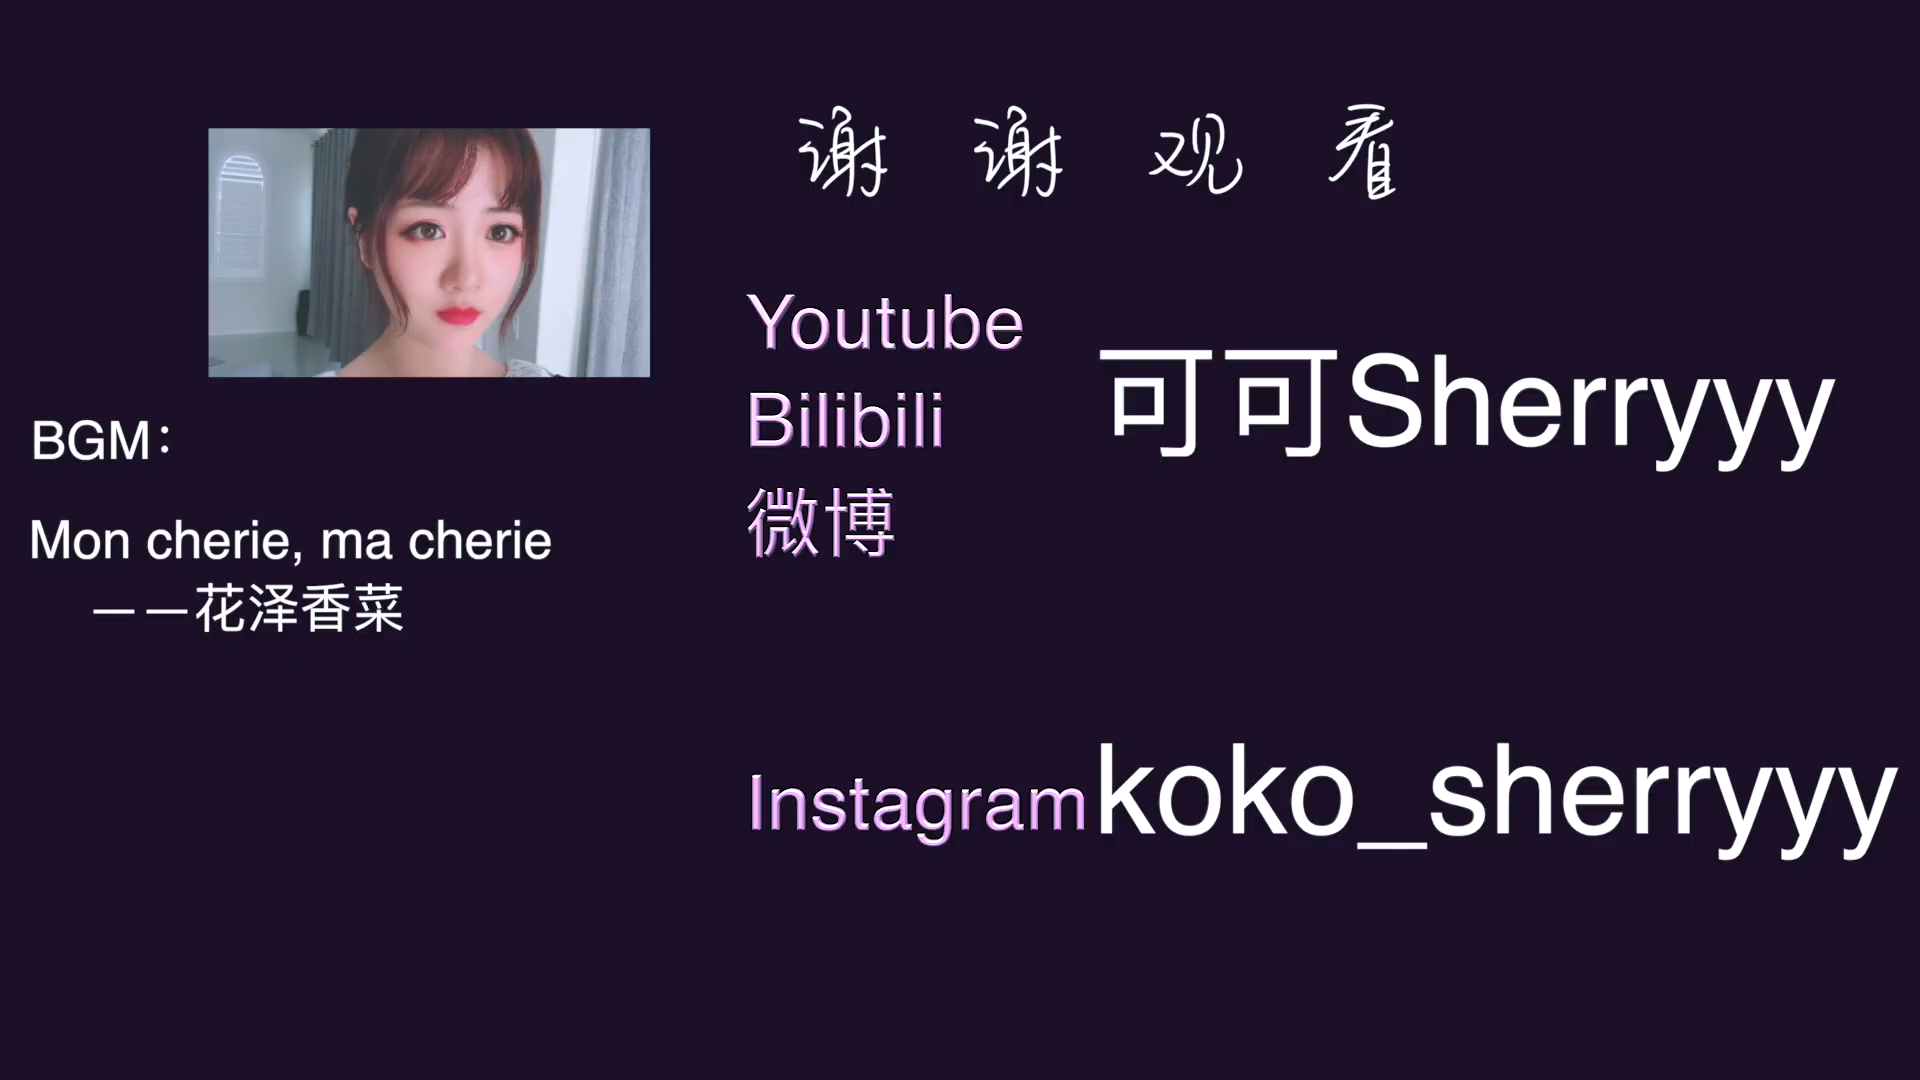 谢谢观看
BGM：
Mon cherie, ma cherie
——花泽香菜
Youtube
Bilibili
微博
可可Sherryyy
Instagram koko_sherryyy